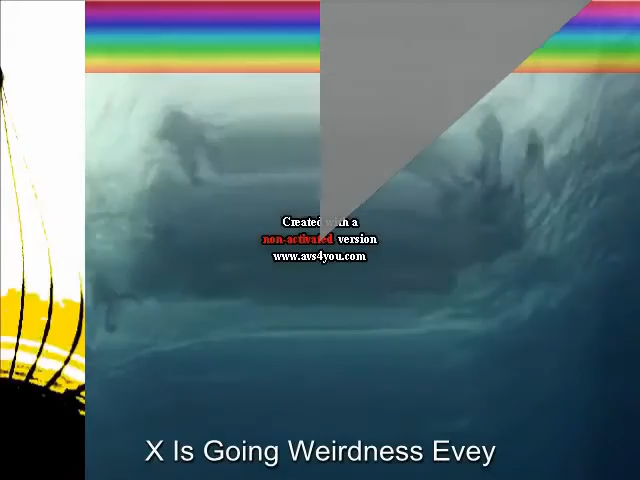 Created with a
non-activated version
www.avs4you.com
X Is Going Weirdness Evey